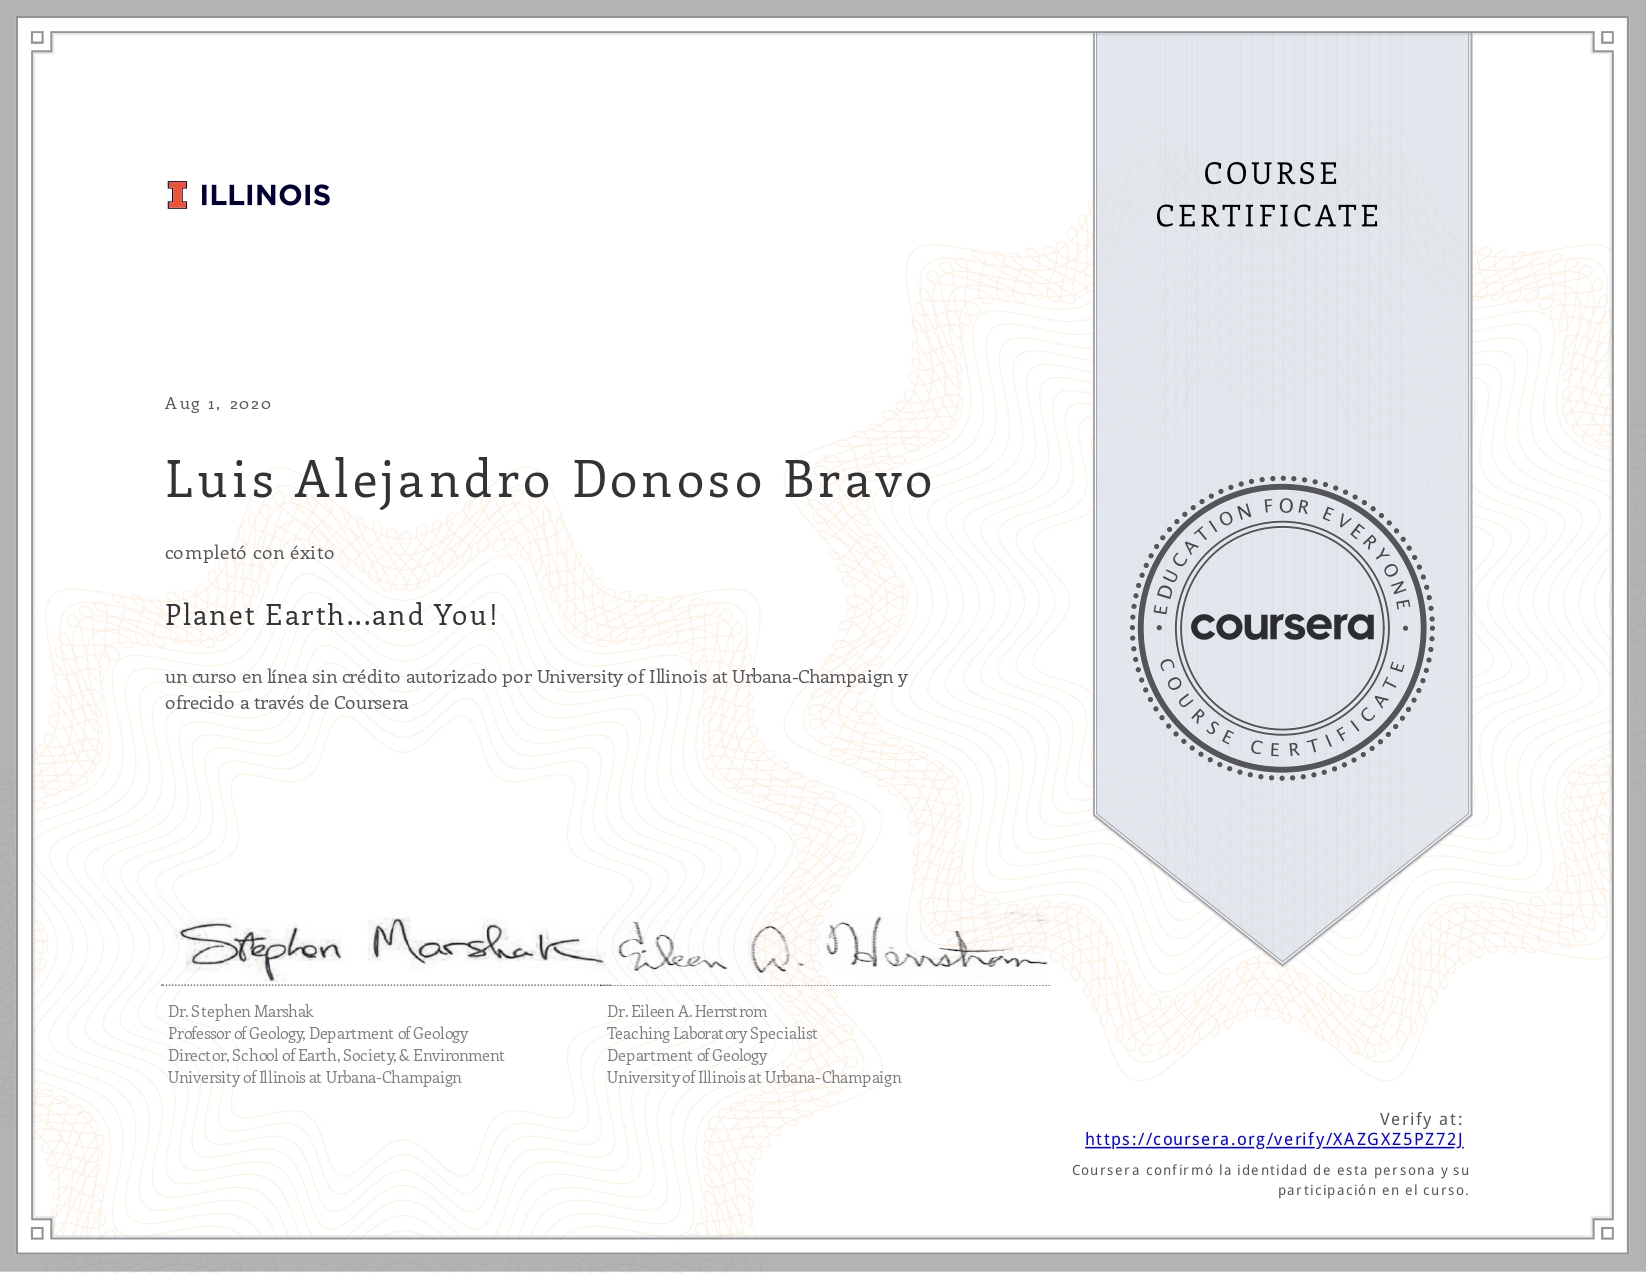 ILLINOIS
COURSE
CERTIFICATE
Aug 1, 2020
Luis Alejandro Donoso Bravo
completó con éxito
Planet Earth...and You!
un curso en línea sin crédito autorizado por University of Illinois at Urbana-Champaign y
ofrecido a través de Coursera
EDUCATION FOR EVERYONE
coursera
COURSE CERTIFICATE
Stephen Marshak
Eileen A. Herrstrom
Dr. Stephen Marshak
Professor of Geology, Department of Geology
Director, School of Earth, Society, & Environment
University of Illinois at Urbana-Champaign
Dr. Eileen A. Herrstrom
Teaching Laboratory Specialist
Department of Geology
University of Illinois at Urbana-Champaign
Verify at:
https://coursera.org/verify/XAZGXZ5PZ72J
Coursera confirmó la identidad de esta persona y su
participación en el curso.